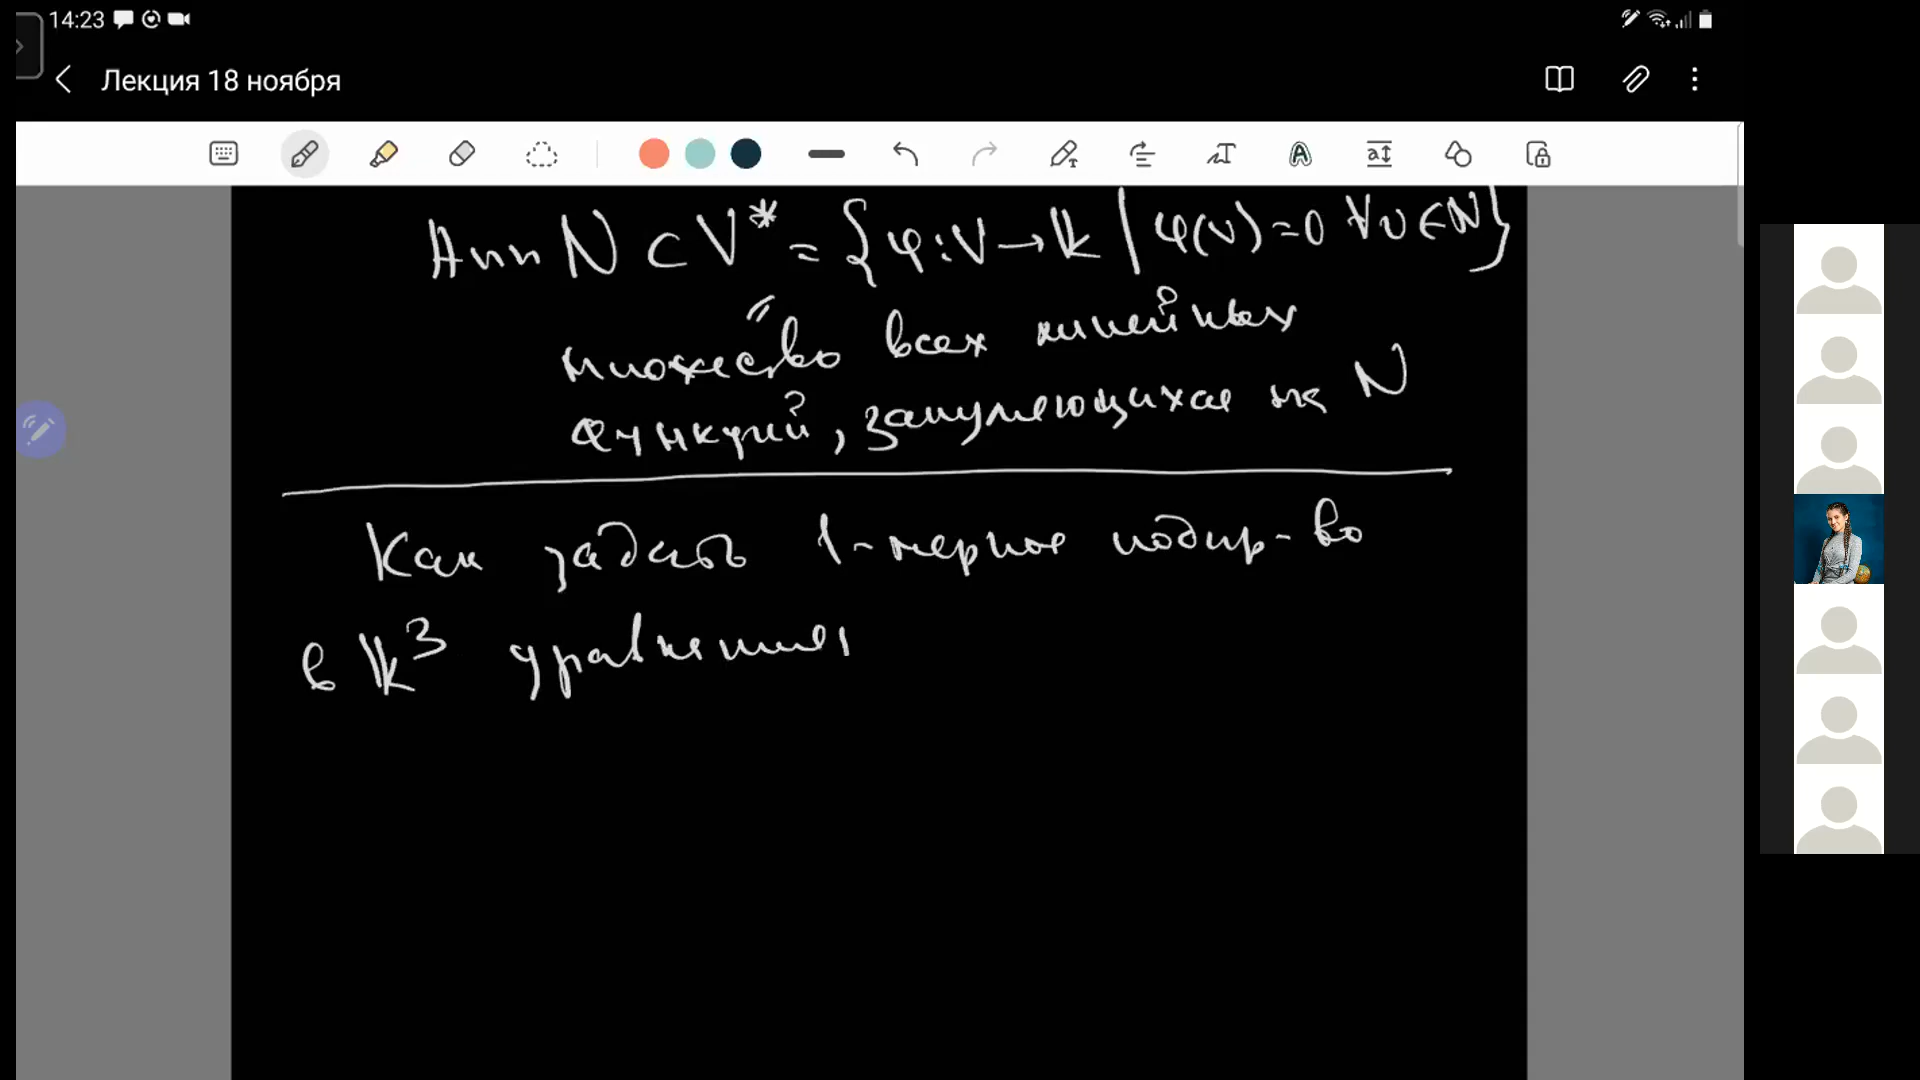 14:23
Лекция 18 ноября
Ann N ⊂ V* = {φ: V → 𝕜 | φ(v) = 0 ∀v ∈ N}
"
множество всех линейных
функций, зануляющихся на N
Как задать 1-мерное подпр-во
в 𝕜³ уравнениеı